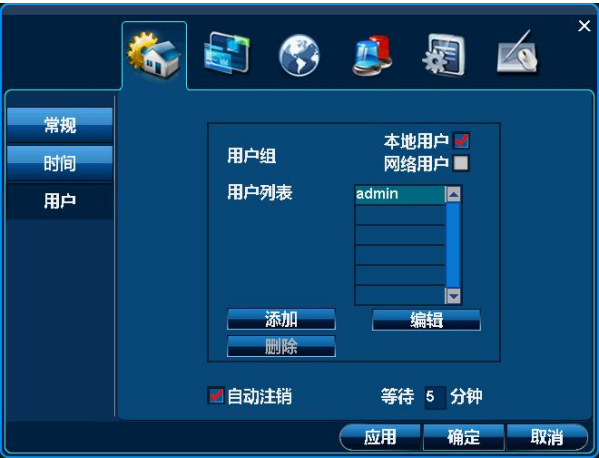 常规
时间
用户
用户组
本地用户
网络用户
用户列表
admin
添加
编辑
删除
自动注销
等待 5 分钟
应用
确定
取消